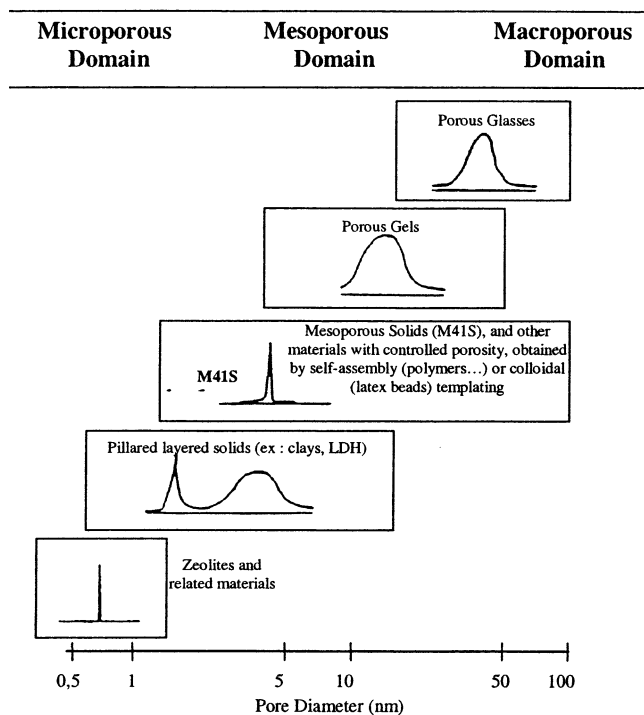 Microporous Domain
Mesoporous Domain
Macroporous Domain
Porous Glasses
Porous Gels
Mesoporous Solids (M41S), and other
materials with controlled porosity, obtained
by self-assembly (polymers…) or colloidal
(latex beads) templating
M41S
Pillared layered solids (ex : clays, LDH)
Zeolites and
related materials
0,5 1 5 10 50 100
Pore Diameter (nm)